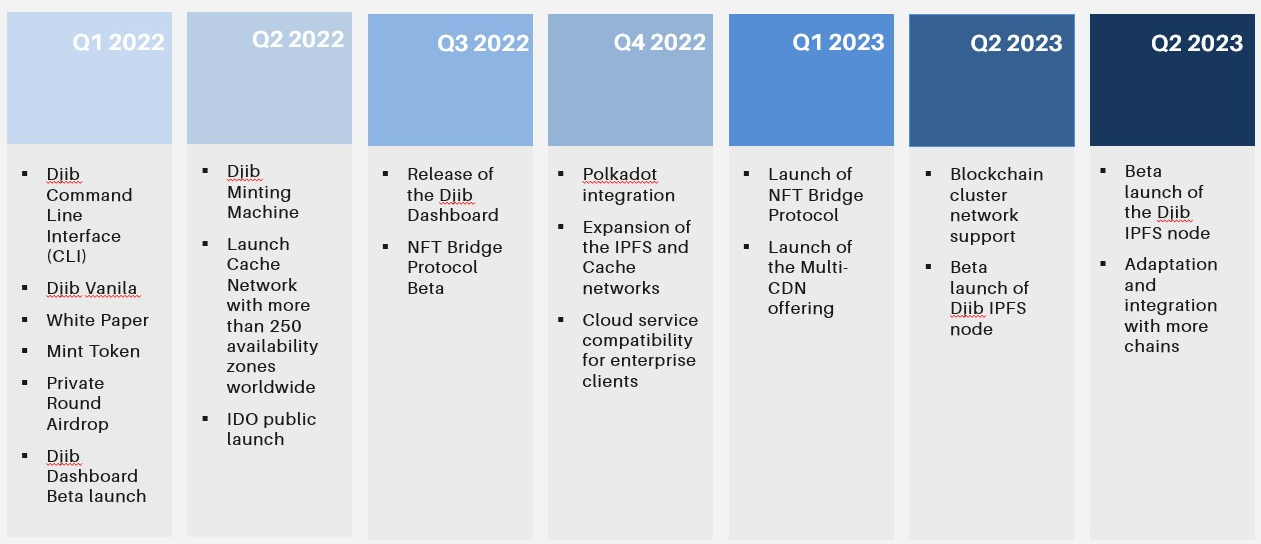 Q1 2022
Djib
Command
Line
Interface
(CLI)
Djib Vanila
White Paper
Mint Token
Private
Round
Airdrop
Djib
Dashboard
Beta launch
Q2 2022
Djib
Minting
Machine
Launch
Cache
Network
with more
than 250
availability
zones
worldwide
IDO public
launch
Q3 2022
Release of
the Djib
Dashboard
NFT Bridge
Protocol
Beta
Q4 2022
Polkadot
integration
Expansion of
the IPFS and
Cache
networks
Cloud service
compatibility
for enterprise
clients
Q1 2023
Launch of
NFT Bridge
Protocol
Launch of
the Multi-
CDN
offering
Q2 2023
Blockchain
cluster
network
support
Beta
launch of
Djib IPFS
node
Q2 2023
Beta
launch of
the Djib
IPFS node
Adaptation
and
integration
with more
chains